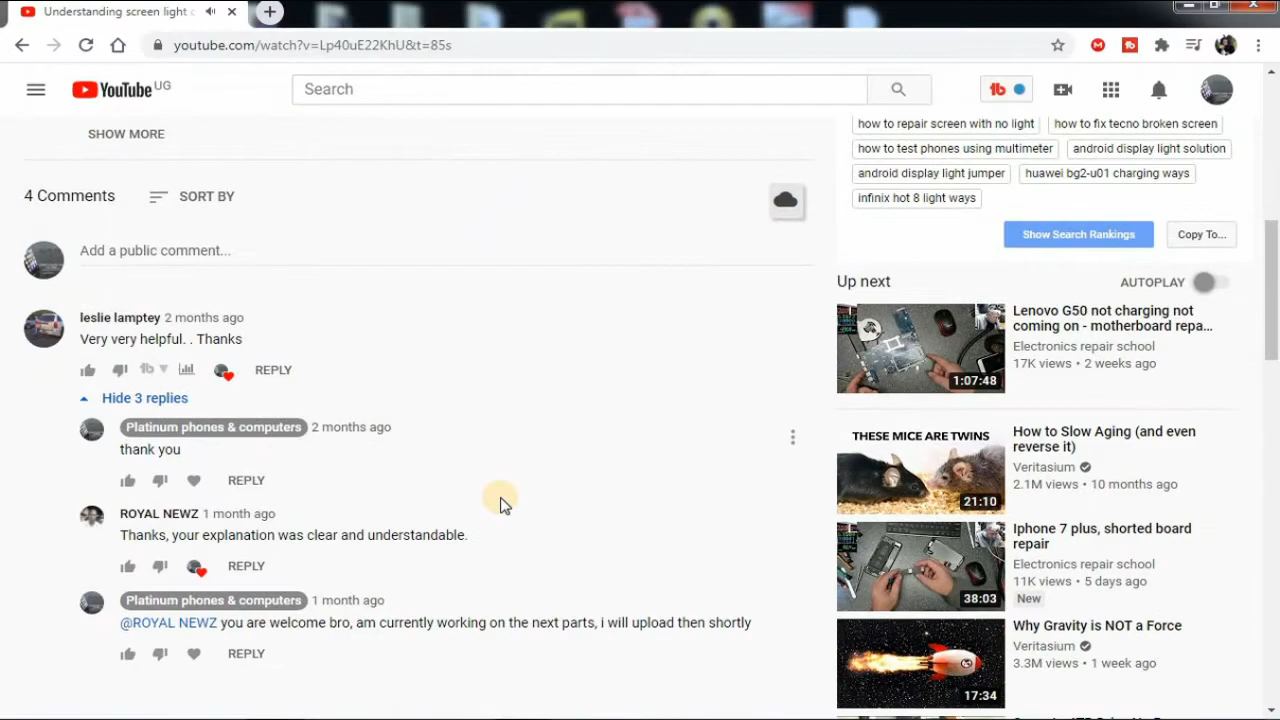 Understanding screen light c
youtube.com/watch?v=Lp40uE22KhU&t=85s
YouTube UG
Search
SHOW MORE
4 Comments
SORT BY
Add a public comment...
leslie lamptey 2 months ago
Very very helpful. . Thanks
REPLY
Hide 3 replies
Platinum phones & computers 2 months ago
thank you
REPLY
ROYAL NEWZ 1 month ago
Thanks, your explanation was clear and understandable.
REPLY
Platinum phones & computers 1 month ago
@ROYAL NEWZ you are welcome bro, am currently working on the next parts, i will upload then shortly
REPLY
how to repair screen with no light
how to fix tecno broken screen
how to test phones using multimeter
android display light solution
android display light jumper
huawei bg2-u01 charging ways
infinix hot 8 light ways
Show Search Rankings
Copy To...
Up next
AUTOPLAY
1:07:48
Lenovo G50 not charging not
coming on - motherboard repa...
Electronics repair school
17K views • 2 weeks ago
THESE MICE ARE TWINS
21:10
How to Slow Aging (and even
reverse it)
Veritasium
2.1M views • 10 months ago
38:03
Iphone 7 plus, shorted board
repair
Electronics repair school
11K views • 5 days ago
New
17:34
Why Gravity is NOT a Force
Veritasium
3.3M views • 1 week ago